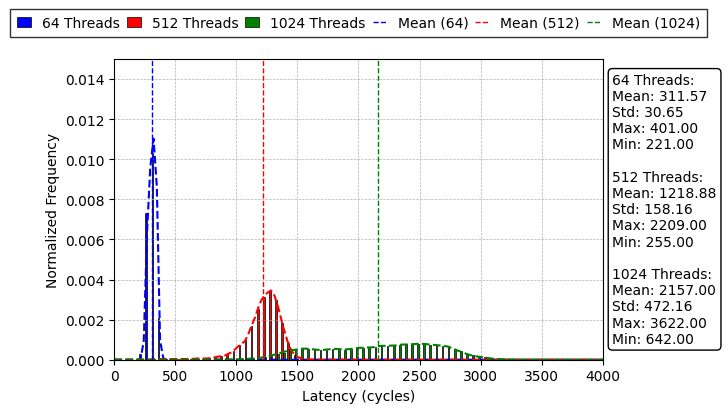 64 Threads 512 Threads 1024 Threads Mean (64) Mean (512) Mean (1024)
0.014
0.012
0.010
0.008
0.006
0.004
0.002
0.000
Normalized Frequency
0 500 1000 1500 2000 2500 3000 3500 4000
Latency (cycles)
64 Threads:
Mean: 311.57
Std: 30.65
Max: 401.00
Min: 221.00
512 Threads:
Mean: 1218.88
Std: 158.16
Max: 2209.00
Min: 255.00
1024 Threads:
Mean: 2157.00
Std: 472.16
Max: 3622.00
Min: 642.00